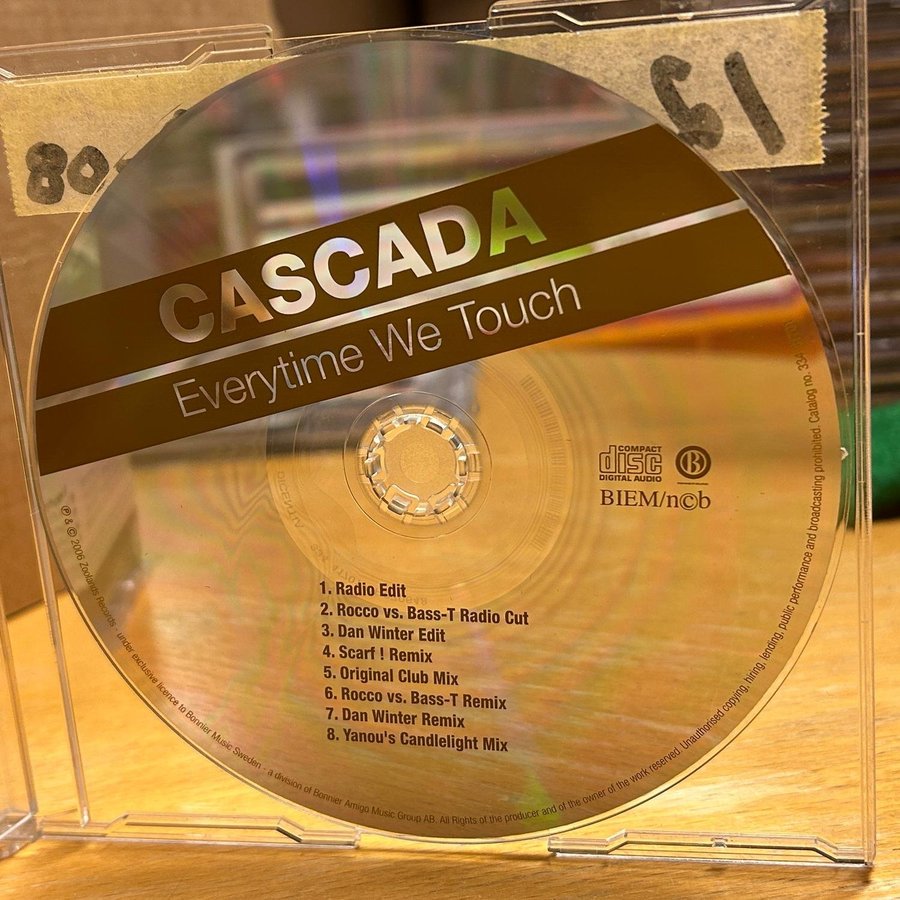 80
CASCADA
Everytime We Touch
COMPACT
disc
DIGITAL AUDIO
B
BIEM/n©b
1. Radio Edit
2. Rocco vs. Bass-T Radio Cut
3. Dan Winter Edit
4. Scarf ! Remix
5. Original Club Mix
6. Rocco vs. Bass-T Remix
7. Dan Winter Remix
8. Yanou's Candlelight Mix
℗ & © 2006 Zooland Records - under exclusive licence to Bonnier Music Sweden - a division of Bonnier Amigo Music Group AB. All Rights of the producer and of the owner of the work reserved. Unauthorised copying, hiring, lending, public performance and broadcasting prohibited. Catalog no.